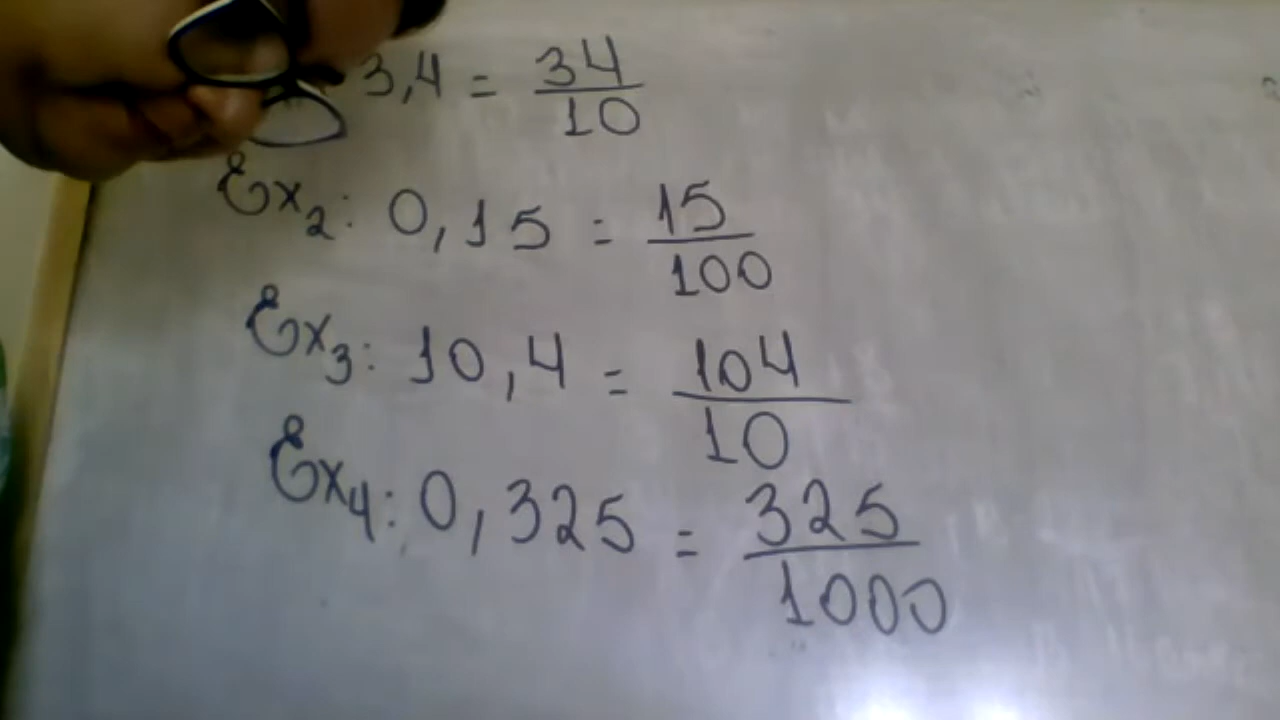 3,4 = 34/10
Ex2: 0,15 = 15/100
Ex3: 10,4 = 104/10
Ex4: 0,325 = 325/1000